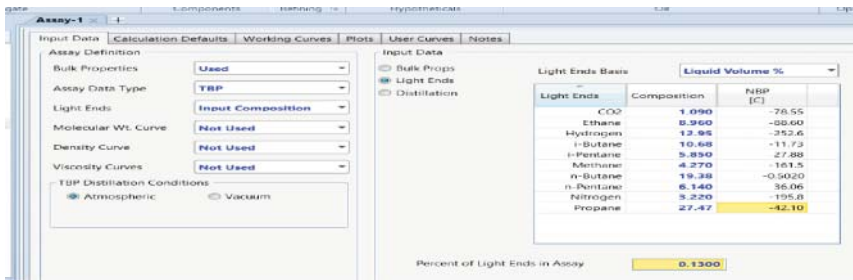 Components
Refining
Hypotheticals
Oil
Assay-1 +
Input Data Calculation Defaults Working Curves Plots User Curves Notes
Assay Definition
Bulk Properties Used
Assay Data Type TBP
Light Ends Input Composition
Molecular Wt. Curve Not Used
Density Curve Not Used
Viscosity Curves Not Used
TBP Distillation Conditions
Atmospheric Vacuum
Input Data
Bulk Props
Light Ends
Distillation
Light Ends Basis Liquid Volume %
Light Ends Composition NBP [C]
CO2 1.090 -78.55
Ethane 8.960 -88.60
Hydrogen 12.95 -252.6
i-Butane 10.68 -11.73
i-Pentane 5.850 27.88
Methane 4.270 -161.5
n-Butane 19.38 -0.5020
n-Pentane 6.140 36.06
Nitrogen 3.220 -195.8
Propane 27.47 -42.10
Percent of Light Ends in Assay 0.1300